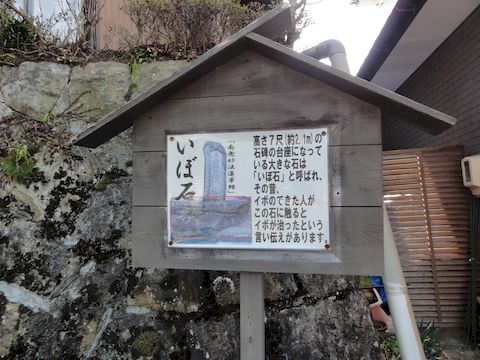 いぼ石
「南無妙法蓮華経」
高さ7尺(約2.1m)の
石碑の台座になって
いる大きな石は
「いぼ石」と呼ばれ、
その昔、
イボのできた人が
この石に触ると
イボが治ったという
言い伝えがあります。